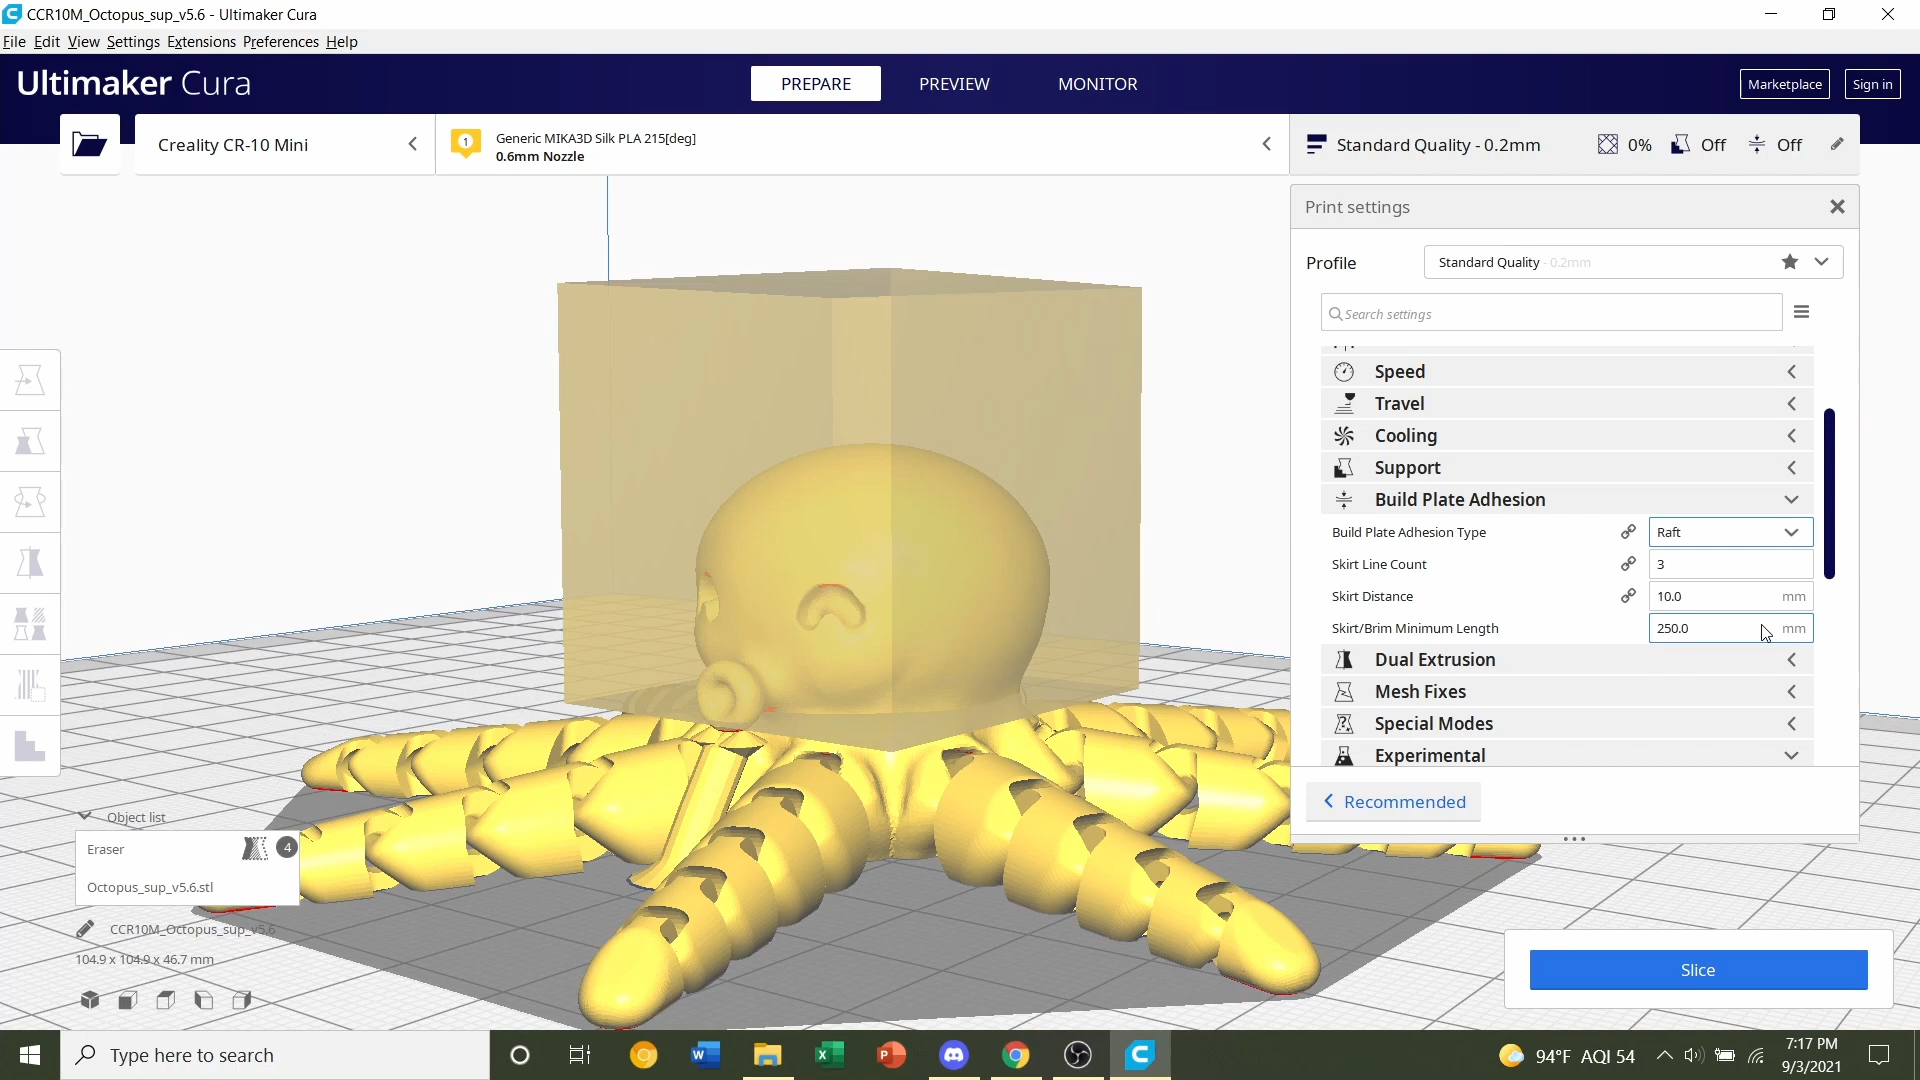 CCR10M_Octopus_sup_v5.6 - Ultimaker Cura
File Edit View Settings Extensions Preferences Help
Ultimaker Cura
PREPARE PREVIEW MONITOR
Marketplace Sign in
Creality CR-10 Mini
1
Generic MIKA3D Silk PLA 215[deg]
0.6mm Nozzle
Standard Quality - 0.2mm 0% Off Off
Print settings
Profile Standard Quality - 0.2mm
Search settings
Speed
Travel
Cooling
Support
Build Plate Adhesion
Build Plate Adhesion Type Raft
Skirt Line Count 3
Skirt Distance 10.0 mm
Skirt/Brim Minimum Length 250.0 mm
Dual Extrusion
Mesh Fixes
Special Modes
Experimental
Recommended
Object list
Eraser 4
Octopus_sup_v5.6.stl
CCR10M_Octopus_sup_v5.6
104.9 x 104.9 x 46.7 mm
Slice
Type here to search
94°F AQI 54
7:17 PM
9/3/2021